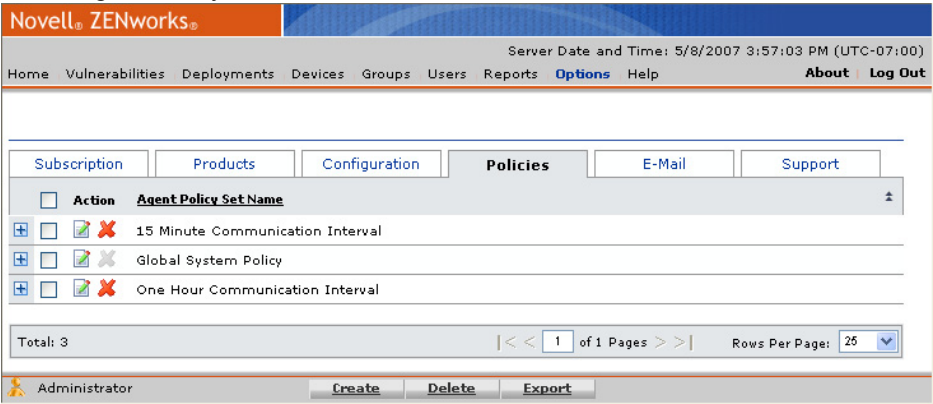 Novell® ZENworks®
Server Date and Time: 5/8/2007 3:57:03 PM (UTC-07:00)
Home Vulnerabilities Deployments Devices Groups Users Reports Options Help About | Log Out
Subscription Products Configuration Policies E-Mail Support
Action Agent Policy Set Name
15 Minute Communication Interval
Global System Policy
One Hour Communication Interval
Total: 3 |< < 1 of 1 Pages > >| Rows Per Page: 25
Administrator Create Delete Export